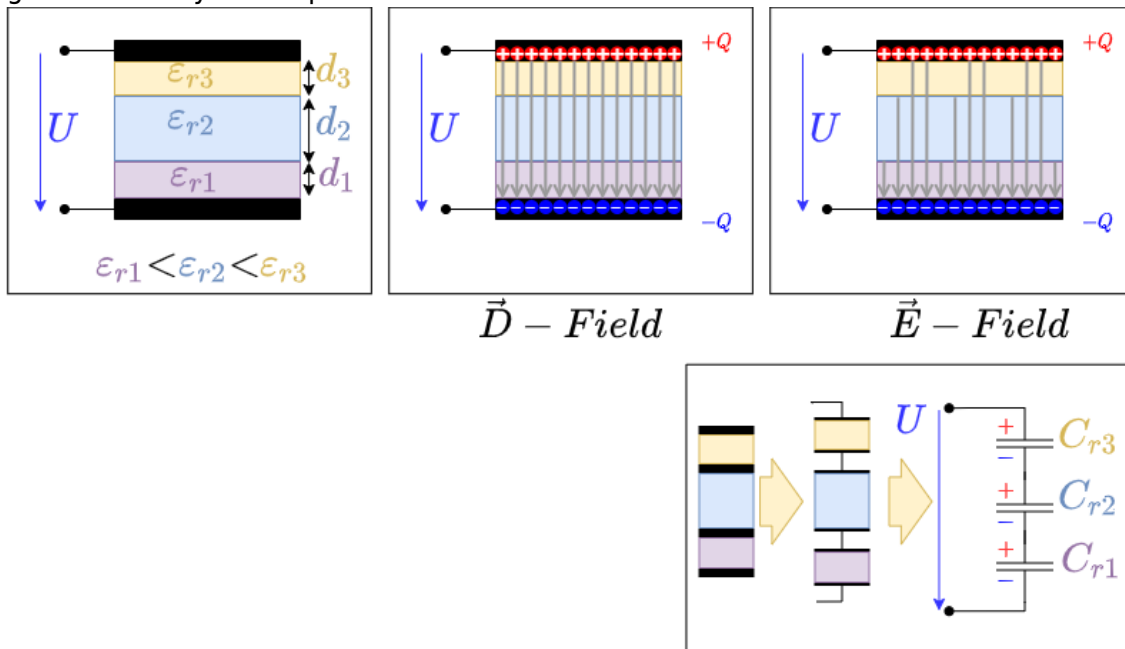 U
εr3
εr2
εr1
d3
d2
d1
εr1<εr2<εr3
U
+Q
−Q
D⃗ − Field
U
+Q
−Q
E⃗ − Field
U
+
−
Cr3
+
−
Cr2
+
−
Cr1